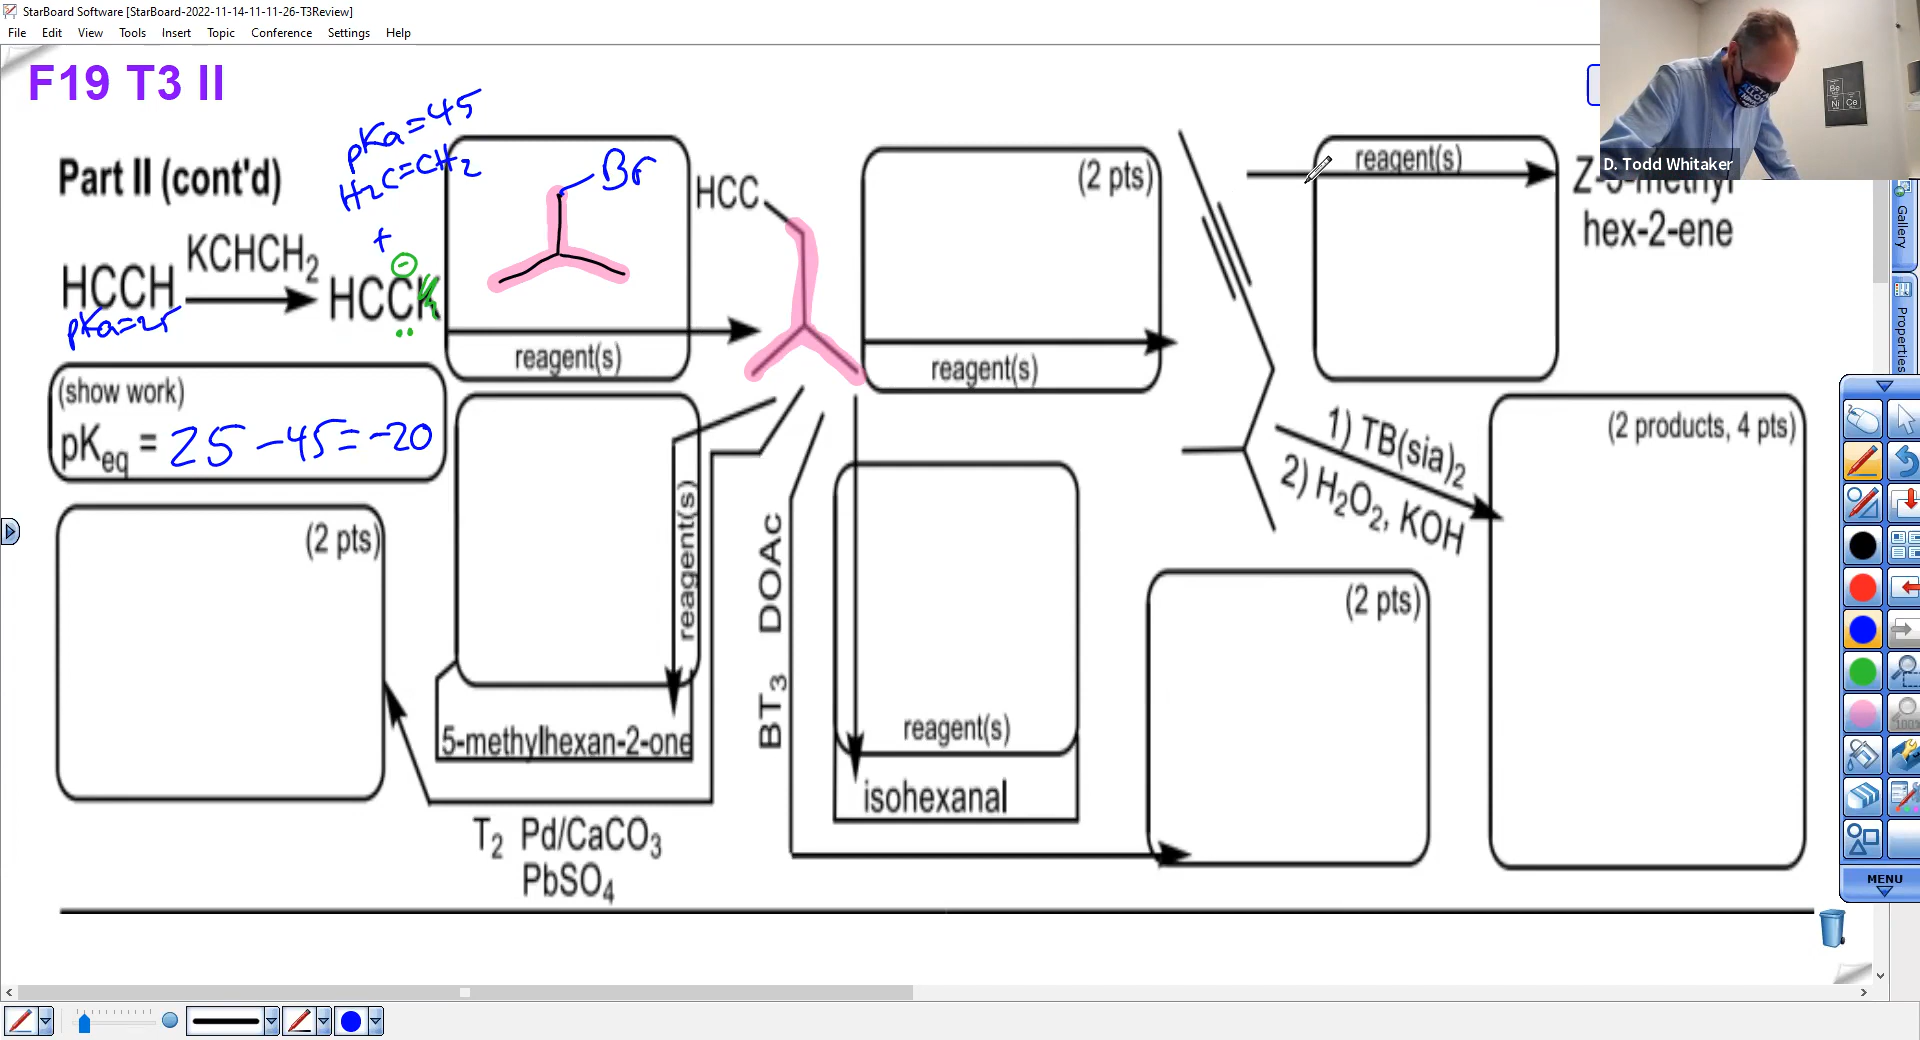 StarBoard Software [StarBoard-2022-11-14-11-11-26-T3Review]
File Edit View Tools Insert Topic Conference Settings Help
F19 T3 II
Part II (cont'd)
pKa=45
H2C=CH2
+
HCCH
KCHCH2
HCCK
pKa=25
Br
reagent(s)
HCC
(2 pts)
reagent(s)
reagent(s)
hex-2-ene
D. Todd Whitaker
Be
Ni Ce
(show work)
pKeq = 25 -45=-20
(2 pts)
reagent(s)
5-methylhexan-2-one
T2 Pd/CaCO3
PbSO4
BT3 DOAc
reagent(s)
isohexanal
(2 pts)
1) TB(sia)2
2) H2O2, KOH
(2 products, 4 pts)
Gallery
Properties
MENU